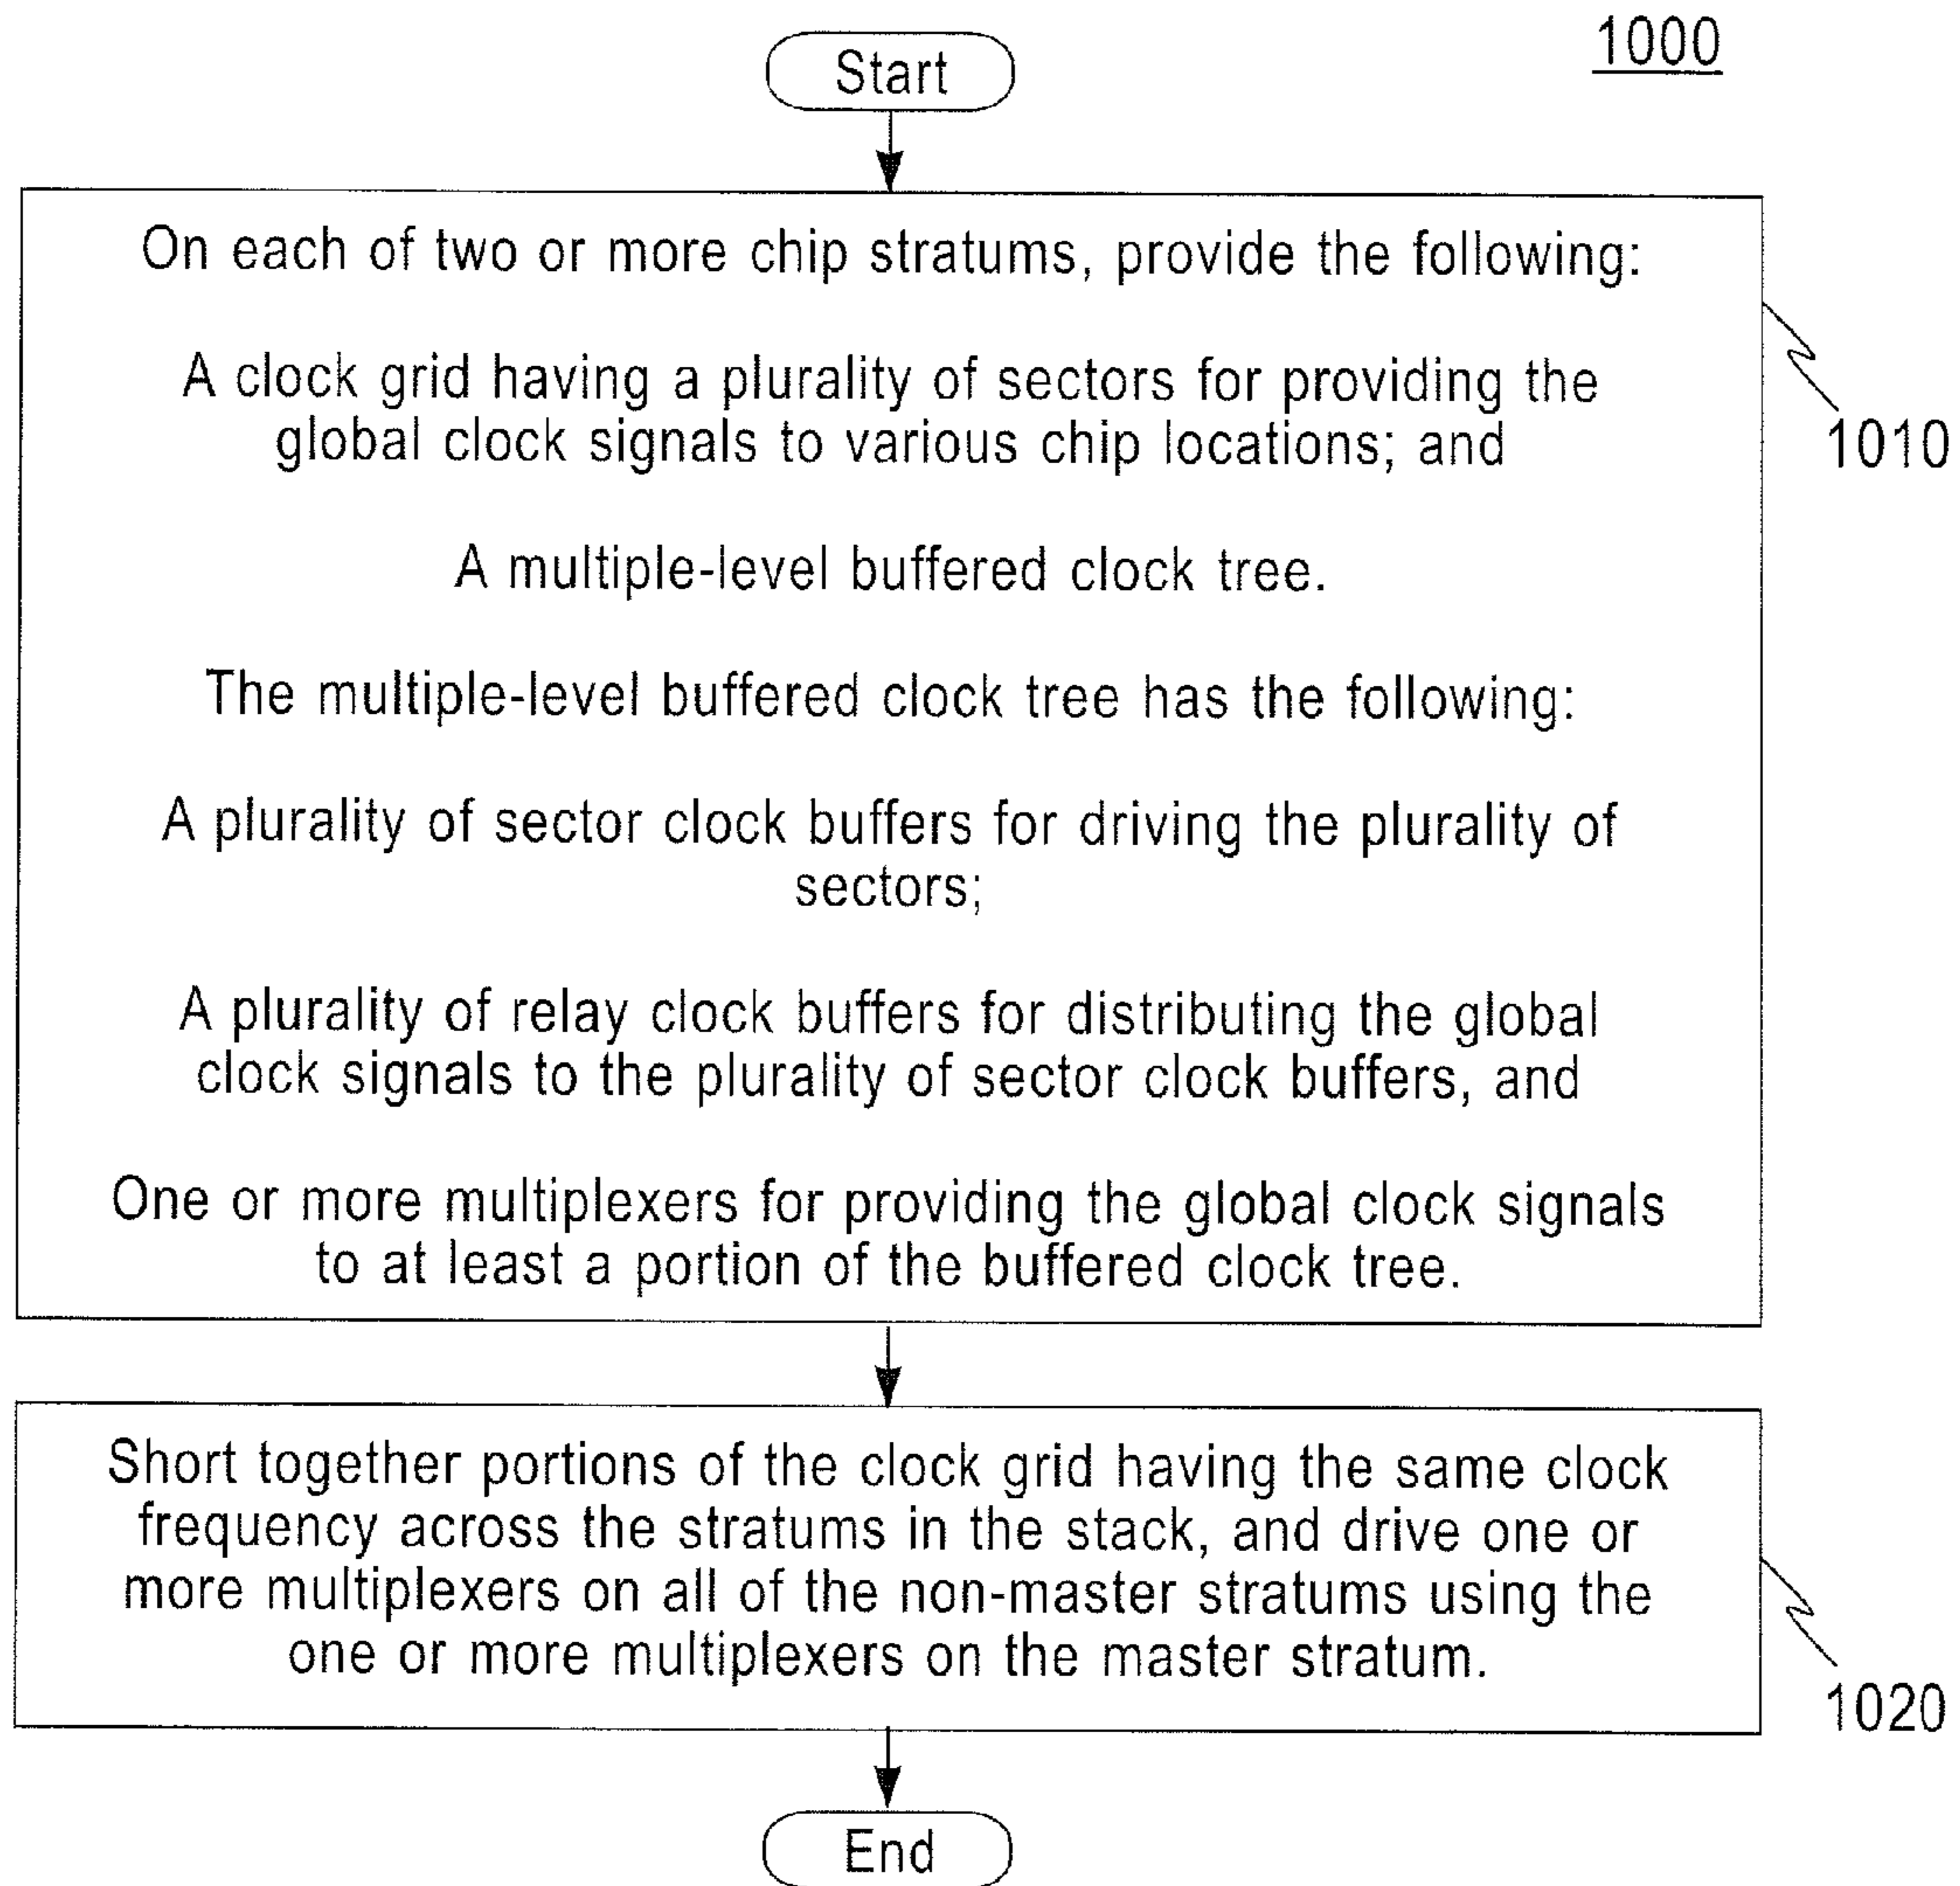 1000
Start
On each of two or more chip stratums, provide the following:
A clock grid having a plurality of sectors for providing the
global clock signals to various chip locations; and
A multiple-level buffered clock tree.
The multiple-level buffered clock tree has the following:
A plurality of sector clock buffers for driving the plurality of
sectors;
A plurality of relay clock buffers for distributing the global
clock signals to the plurality of sector clock buffers, and
One or more multiplexers for providing the global clock signals
to at least a portion of the buffered clock tree.
1010
Short together portions of the clock grid having the same clock
frequency across the stratums in the stack, and drive one or
more multiplexers on all of the non-master stratums using the
one or more multiplexers on the master stratum.
1020
End